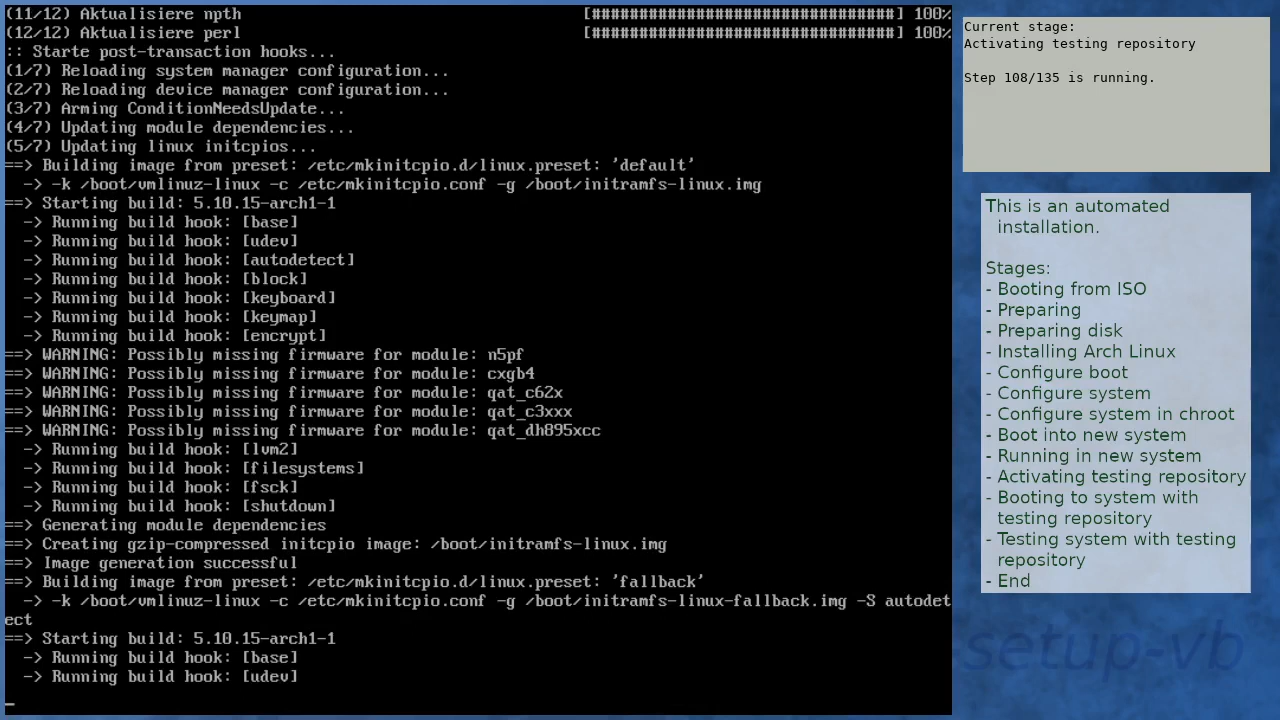 (11/12) Aktualisiere npth [################################] 100%
(12/12) Aktualisiere perl [################################] 100%
:: Starte post-transaction hooks...
(1/7) Reloading system manager configuration...
(2/7) Reloading device manager configuration...
(3/7) Arming ConditionNeedsUpdate...
(4/7) Updating module dependencies...
(5/7) Updating linux initcpios...
==> Building image from preset: /etc/mkinitcpio.d/linux.preset: 'default'
  -> -k /boot/vmlinuz-linux -c /etc/mkinitcpio.conf -g /boot/initramfs-linux.img
==> Starting build: 5.10.15-arch1-1
  -> Running build hook: [base]
  -> Running build hook: [udev]
  -> Running build hook: [autodetect]
  -> Running build hook: [block]
  -> Running build hook: [keyboard]
  -> Running build hook: [keymap]
  -> Running build hook: [encrypt]
==> WARNING: Possibly missing firmware for module: n5pf
==> WARNING: Possibly missing firmware for module: cxgb4
==> WARNING: Possibly missing firmware for module: qat_c62x
==> WARNING: Possibly missing firmware for module: qat_c3xxx
==> WARNING: Possibly missing firmware for module: qat_dh895xcc
  -> Running build hook: [lvm2]
  -> Running build hook: [filesystems]
  -> Running build hook: [fsck]
  -> Running build hook: [shutdown]
==> Generating module dependencies
==> Creating gzip-compressed initcpio image: /boot/initramfs-linux.img
==> Image generation successful
==> Building image from preset: /etc/mkinitcpio.d/linux.preset: 'fallback'
  -> -k /boot/vmlinuz-linux -c /etc/mkinitcpio.conf -g /boot/initramfs-linux-fallback.img -S autodet
ect
==> Starting build: 5.10.15-arch1-1
  -> Running build hook: [base]
  -> Running build hook: [udev]
Current stage:
Activating testing repository
Step 108/135 is running.
This is an automated
installation.
Stages:
- Booting from ISO
- Preparing
- Preparing disk
- Installing Arch Linux
- Configure boot
- Configure system
- Configure system in chroot
- Boot into new system
- Running in new system
- Activating testing repository
- Booting to system with
testing repository
- Testing system with testing
repository
- End
-setup-vb